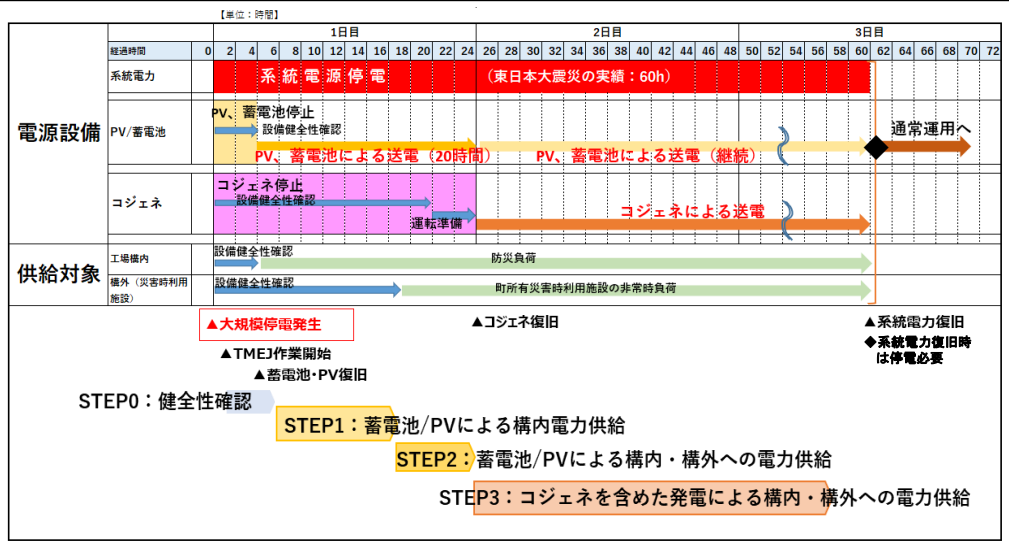 【単位：時間】
1日目 2日目 3日目
経過時間 0 2 4 6 8 10 12 14 16 18 20 22 24 26 28 30 32 34 36 38 40 42 44 46 48 50 52 54 56 58 60 62 64 66 68 70 72
電源設備
系統電力
系統電源停電 （東日本大震災の実績：60h）
PV/蓄電池
PV、蓄電池停止
設備健全性確認
PV、蓄電池による送電（20時間）
PV、蓄電池による送電（継続）
通常運用へ
コジェネ
コジェネ停止
設備健全性確認
運転準備
コジェネによる送電
供給対象
工場構内
設備健全性確認
防災負荷
構外（災害時利用
施設）
設備健全性確認
町所有災害時利用施設の非常時負荷
▲大規模停電発生
▲コジェネ復旧
▲系統電力復旧
◆系統電力復旧時
は停電必要
▲TMEJ作業開始
▲蓄電池・PV復旧
STEP0：健全性確認
STEP1：蓄電池/PVによる構内電力供給
STEP2：蓄電池/PVによる構内・構外への電力供給
STEP3：コジェネを含めた発電による構内・構外への電力供給